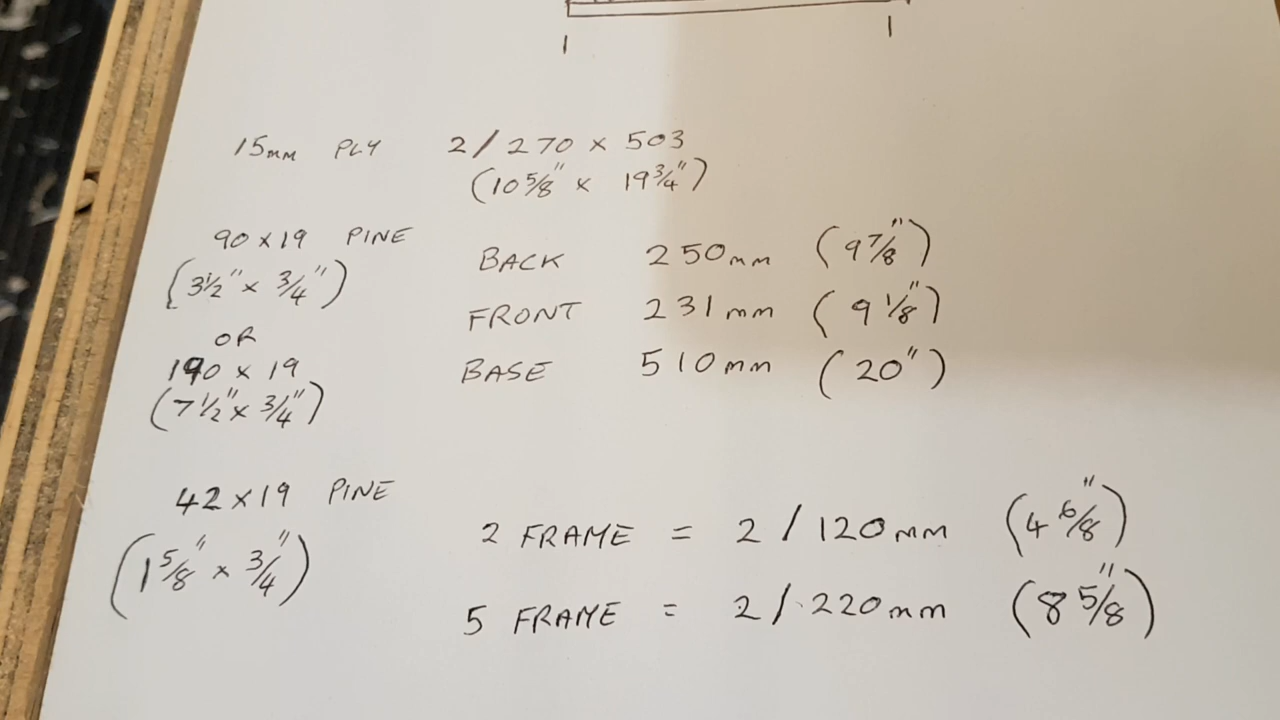 15mm PLY 2/270 x 503
(10 5/8" x 19 3/4")
90 x 19 PINE BACK 250mm (9 7/8")
(3 1/2" x 3/4") FRONT 231mm (9 1/8")
OR
190 x 19 BASE 510mm (20")
(7 1/2" x 3/4")
42 x 19 PINE 2 FRAME = 2/120mm (4 6/8")
(1 5/8" x 3/4") 5 FRAME = 2/220mm (8 5/8")